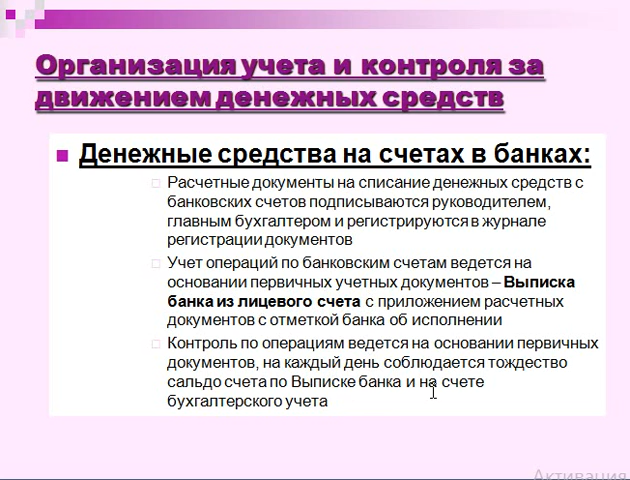 Организация учета и контроля за
движением денежных средств
Денежные средства на счетах в банках:
Расчетные документы на списание денежных средств с
банковских счетов подписываются руководителем,
главным бухгалтером и регистрируются в журнале
регистрации документов
Учет операций по банковским счетам ведется на
основании первичных учетных документов – Выписка
банка из лицевого счета с приложением расчетных
документов с отметкой банка об исполнении
Контроль по операциям ведется на основании первичных
документов, на каждый день соблюдается тождество
сальдо счета по Выписке банка и на счете
бухгалтерского учета
Активация